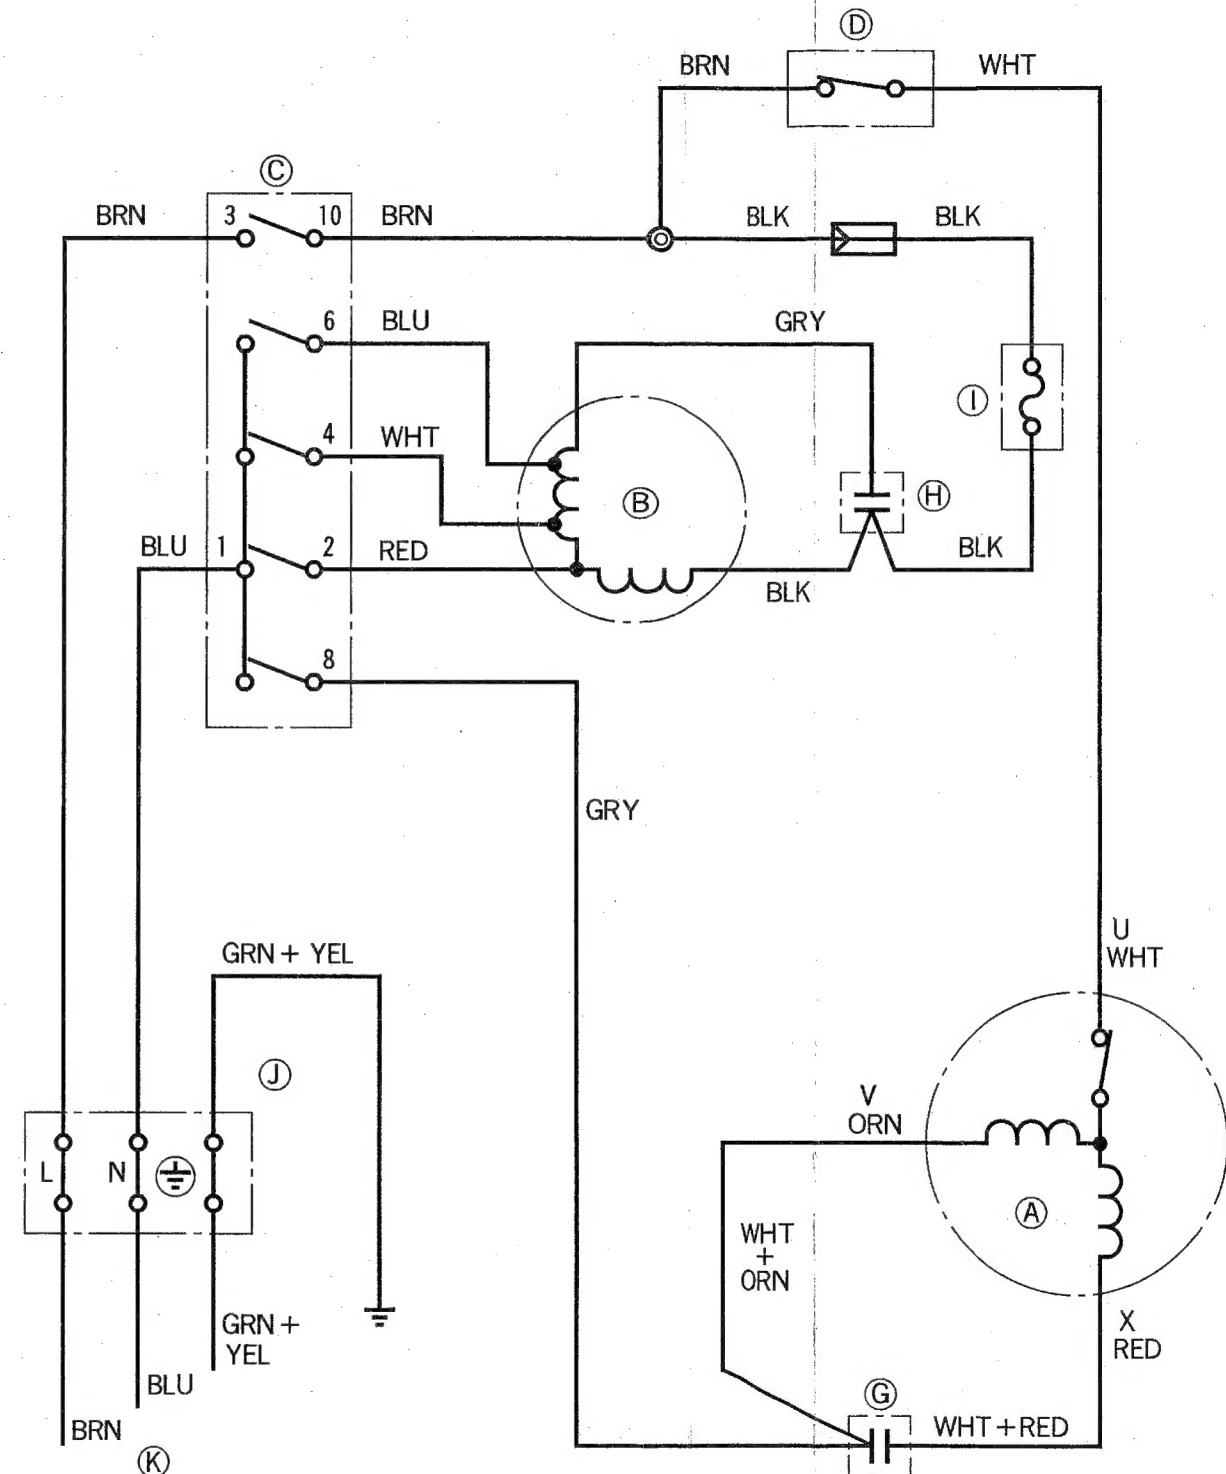 D
BRN
WHT
C
BRN
3
10
BRN
BLK
BLK
6
BLU
GRY
I
4
WHT
B
H
BLU
1
2
RED
BLK
BLK
8
GRY
U
WHT
GRN + YEL
J
V
ORN
L
N
A
WHT
+
ORN
GRN +
YEL
X
RED
BLU
G
BRN
WHT + RED
K